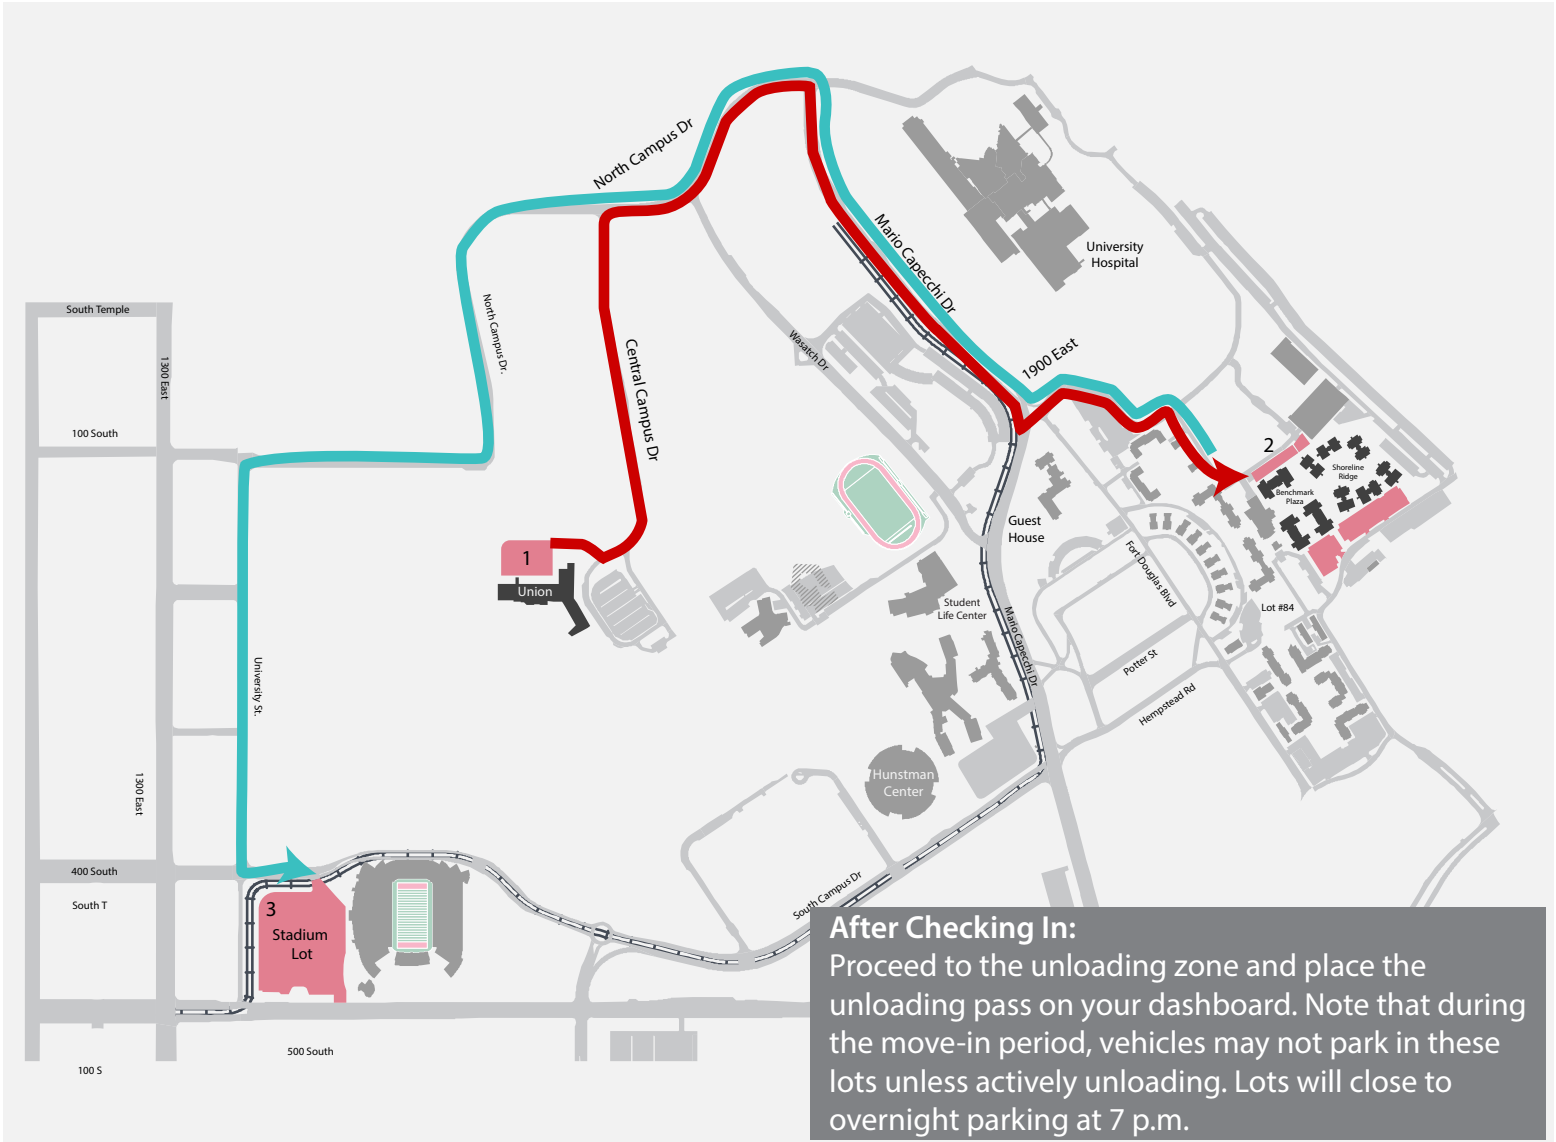 North Campus Dr
Mario Capecchi Dr
University
Hospital
South Temple
North Campus Dr.
Wasatch Dr
1900 East
1300 East
Central Campus Dr
100 South
2
Shoreline
Ridge
Benchmark
Plaza
Guest
House
1
Union
Fort Douglas Blvd
Student
Life Center
Lot #84
Mario Capecchi Dr
University St.
Potter St
Hempstead Rd
1300 East
Hunstman
Center
400 South
South T
South Campus Dr
3
Stadium
Lot
500 South
100 S
After Checking In:
Proceed to the unloading zone and place the
unloading pass on your dashboard. Note that during
the move-in period, vehicles may not park in these
lots unless actively unloading. Lots will close to
overnight parking at 7 p.m.